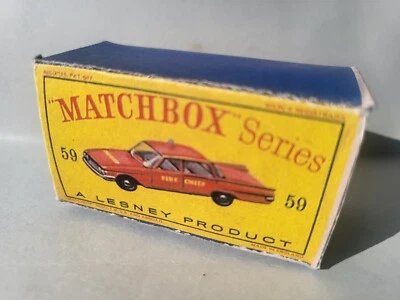 "MATCHBOX" Series
59
FIRE CHIEF
59
A LESNEY PRODUCT